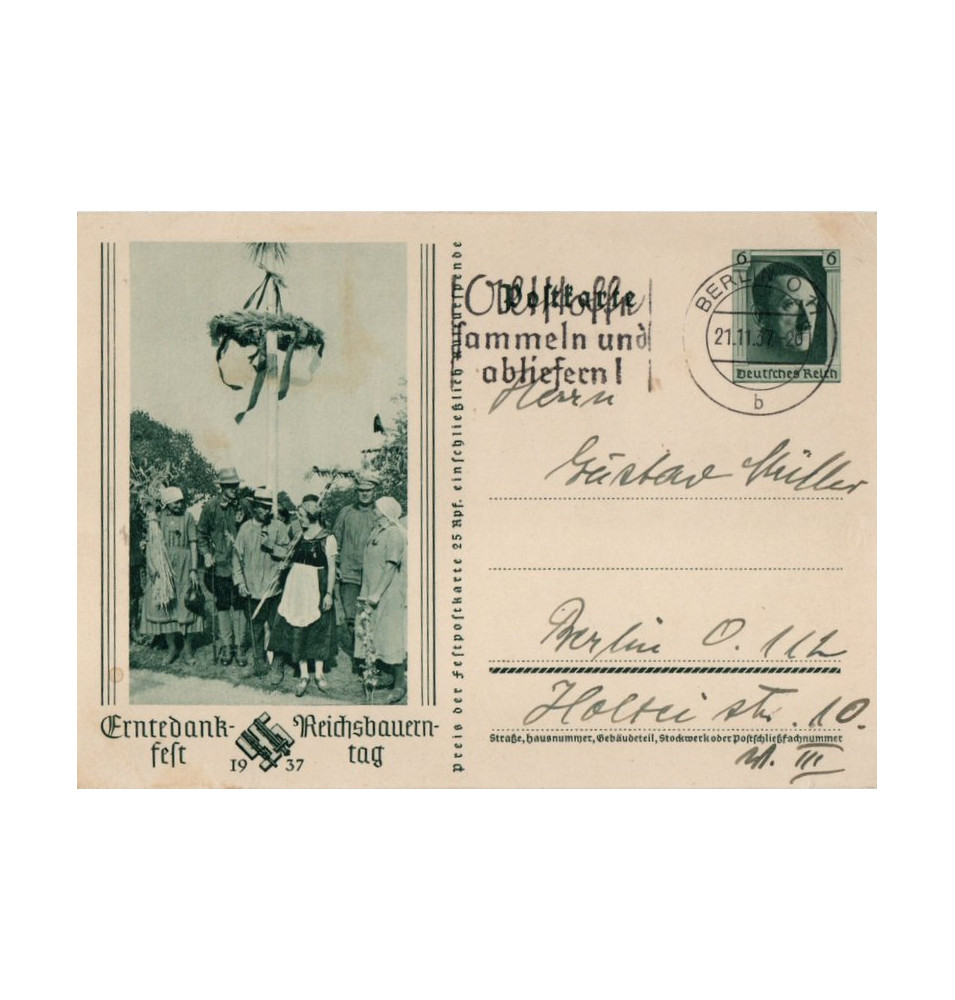 Erntedank- Reichsbauern-
fest tag
19 37
Preis der Festpostkarte 25 Rpf. einschließlich
Postkarte
sammeln und
abliefern!
6 6
Deutsches Reich
BERLIN O
21.11.37.-20
b
Herrn
Gustav Müller
Berlin O. 112
Holtei str. 10.
Straße, Hausnummer, Gebäudeteil, Stockwerk oder Postschließfachnummer
III